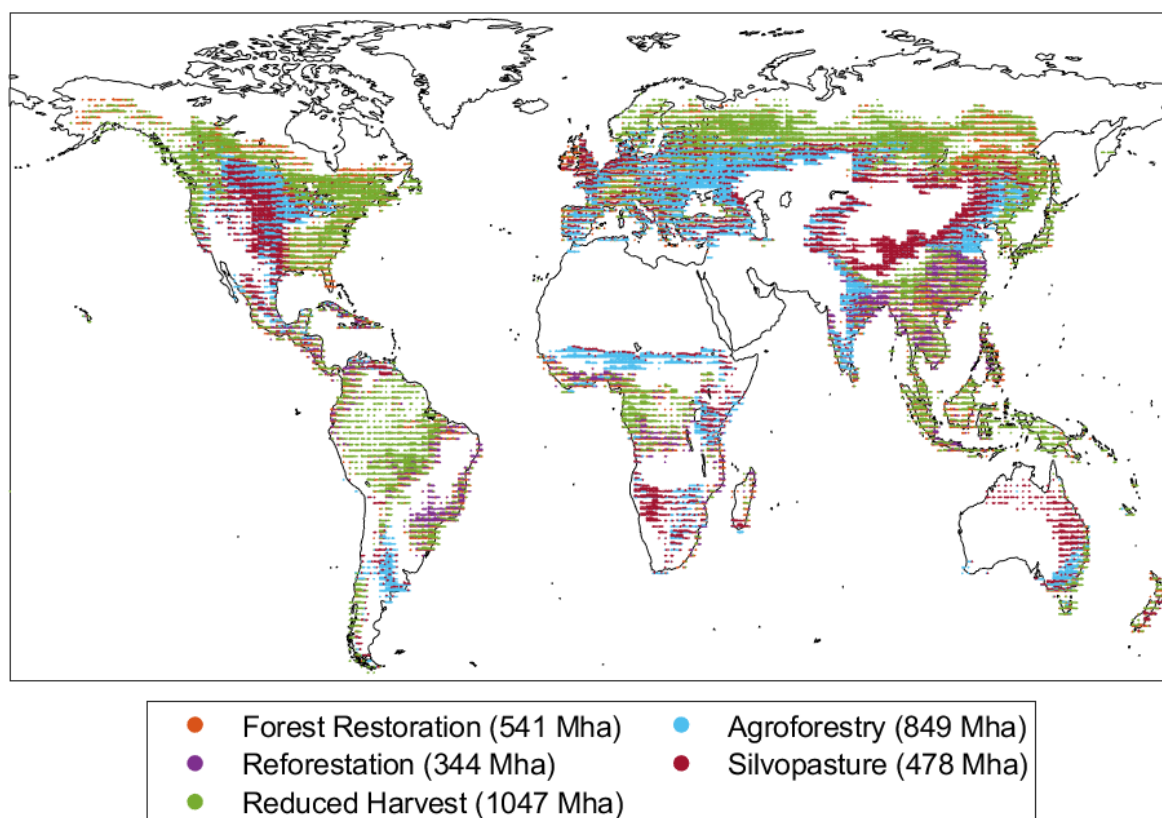 Forest Restoration (541 Mha)
Reforestation (344 Mha)
Reduced Harvest (1047 Mha)
Agroforestry (849 Mha)
Silvopasture (478 Mha)